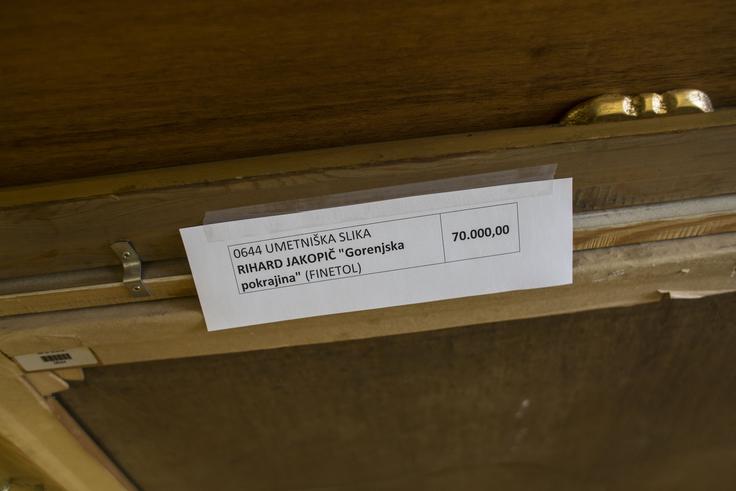 0644 UMETNIŠKA SLIKA
RIHARD JAKOPIČ "Gorenjska
pokrajina" (FINETOL)
70.000,00